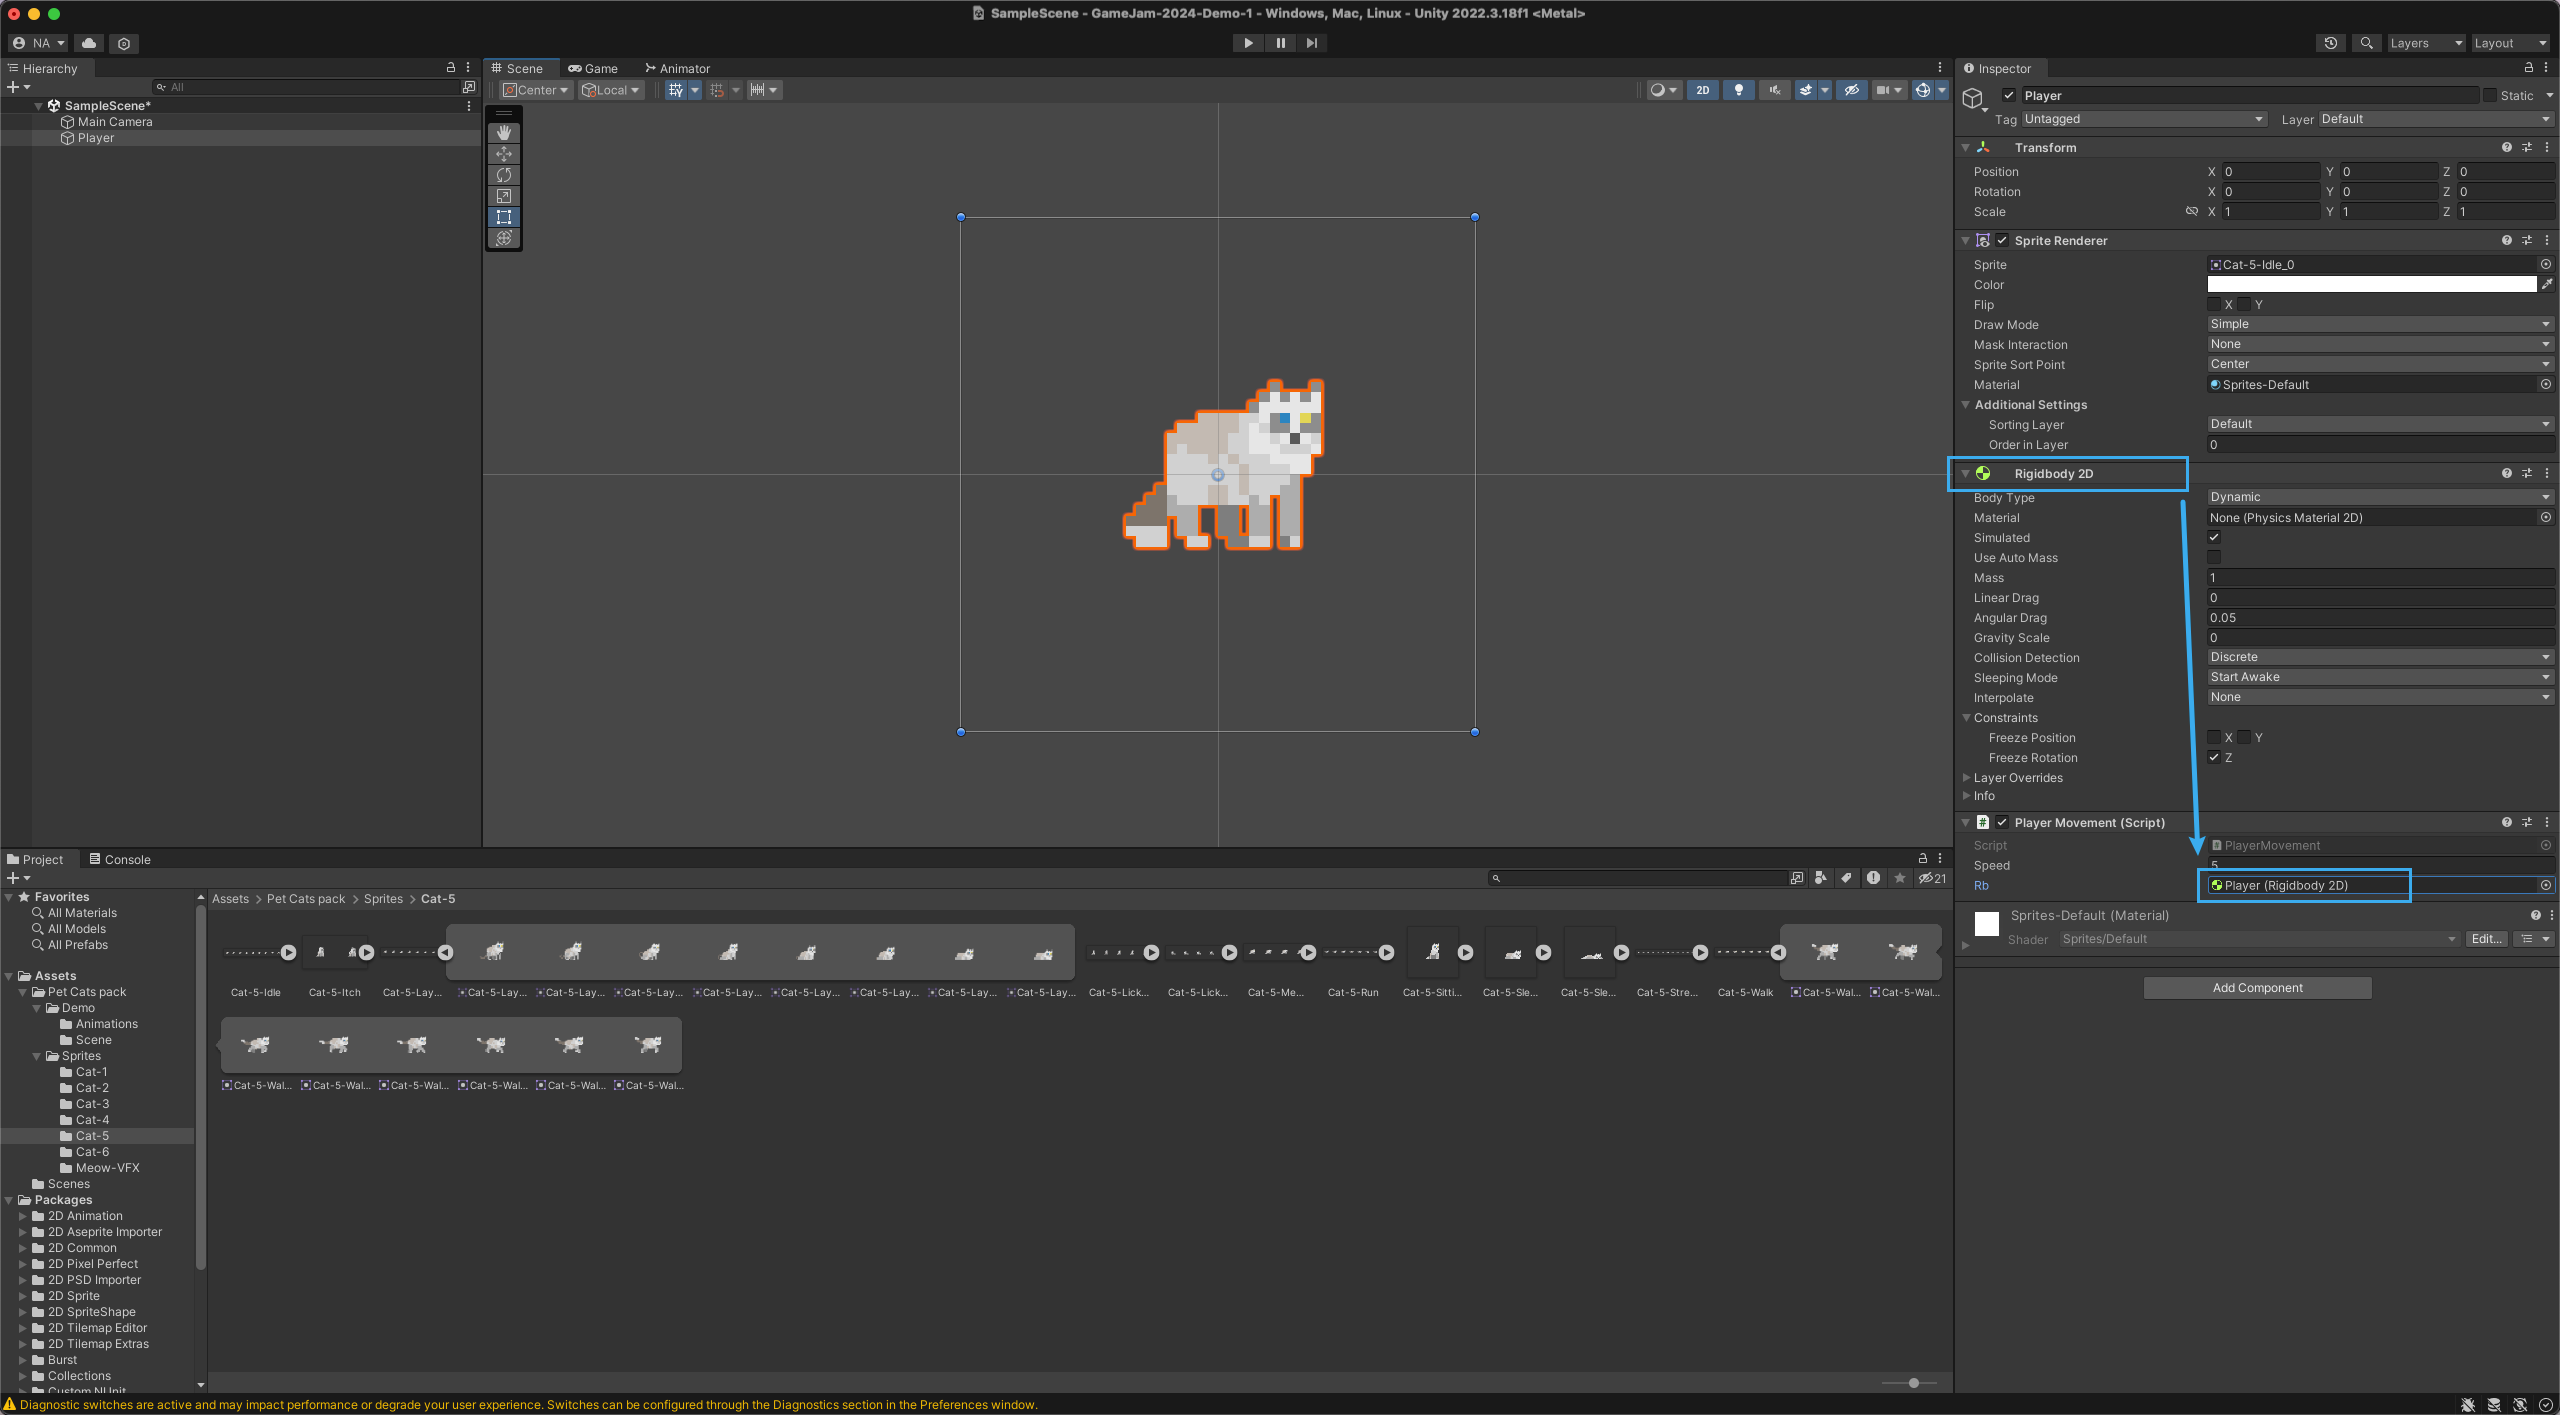 SampleScene - GameJam-2024-Demo-1 - Windows, Mac, Linux - Unity 2022.3.18f1 <Metal>
NA
Layers
Layout
Hierarchy
All
SampleScene*
Main Camera
Player
Scene
Game
Animator
Center
Local
2D
Inspector
Player
Static
Tag
Untagged
Layer
Default
Transform
Position X 0 Y 0 Z 0
Rotation X 0 Y 0 Z 0
Scale X 1 Y 1 Z 1
Sprite Renderer
Sprite Cat-5-Idle_0
Color
Flip X Y
Draw Mode Simple
Mask Interaction None
Sprite Sort Point Center
Material Sprites-Default
Additional Settings
Sorting Layer Default
Order in Layer 0
Rigidbody 2D
Body Type Dynamic
Material None (Physics Material 2D)
Simulated
Use Auto Mass
Mass 1
Linear Drag 0
Angular Drag 0.05
Gravity Scale 0
Collision Detection Discrete
Sleeping Mode Start Awake
Interpolate None
Constraints
Freeze Position X Y
Freeze Rotation Z
Layer Overrides
Info
Player Movement (Script)
Script PlayerMovement
Speed 5
Rb Player (Rigidbody 2D)
Sprites-Default (Material)
Shader Sprites/Default Edit...
Add Component
Project
Console
21
Favorites
All Materials
All Models
All Prefabs
Assets
Pet Cats pack
Demo
Animations
Scene
Sprites
Cat-1
Cat-2
Cat-3
Cat-4
Cat-5
Cat-6
Meow-VFX
Scenes
Packages
2D Animation
2D Aseprite Importer
2D Common
2D Pixel Perfect
2D PSD Importer
2D Sprite
2D SpriteShape
2D Tilemap Editor
2D Tilemap Extras
Burst
Collections
Custom NUnit
Assets > Pet Cats pack > Sprites > Cat-5
Cat-5-Idle Cat-5-Itch Cat-5-Lay... Cat-5-Lay... Cat-5-Lay... Cat-5-Lay... Cat-5-Lay... Cat-5-Lay... Cat-5-Lay... Cat-5-Lay... Cat-5-Lay... Cat-5-Lick... Cat-5-Lick... Cat-5-Me... Cat-5-Run Cat-5-Sitti... Cat-5-Sle... Cat-5-Sle... Cat-5-Stre... Cat-5-Walk Cat-5-Wal... Cat-5-Wal...
Cat-5-Wal... Cat-5-Wal... Cat-5-Wal... Cat-5-Wal... Cat-5-Wal... Cat-5-Wal...
Diagnostic switches are active and may impact performance or degrade your user experience. Switches can be configured through the Diagnostics section in the Preferences window.